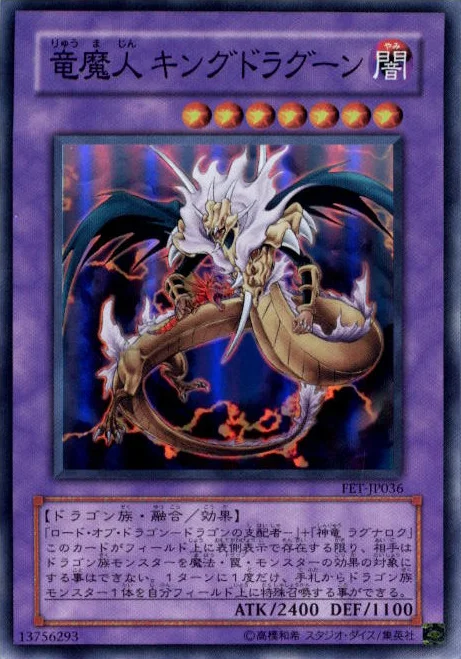 りゅう ま じん
竜魔人 キングドラグーン
やみ
闇
FET-JP036
【ドラゴン族・融合/効果】
「ロード・オブ・ドラゴン−ドラゴンの支配者−」+「神竜 ラグナロク」
このカードがフィールド上に表側表示で存在する限り、相手は
ドラゴン族モンスターを魔法・罠・モンスターの効果の対象に
する事はできない。1ターンに1度だけ、手札からドラゴン族
モンスター1体を自分フィールド上に特殊召喚する事ができる。
ATK/2400 DEF/1100
13756293
©高橋和希 スタジオ・ダイス/集英社